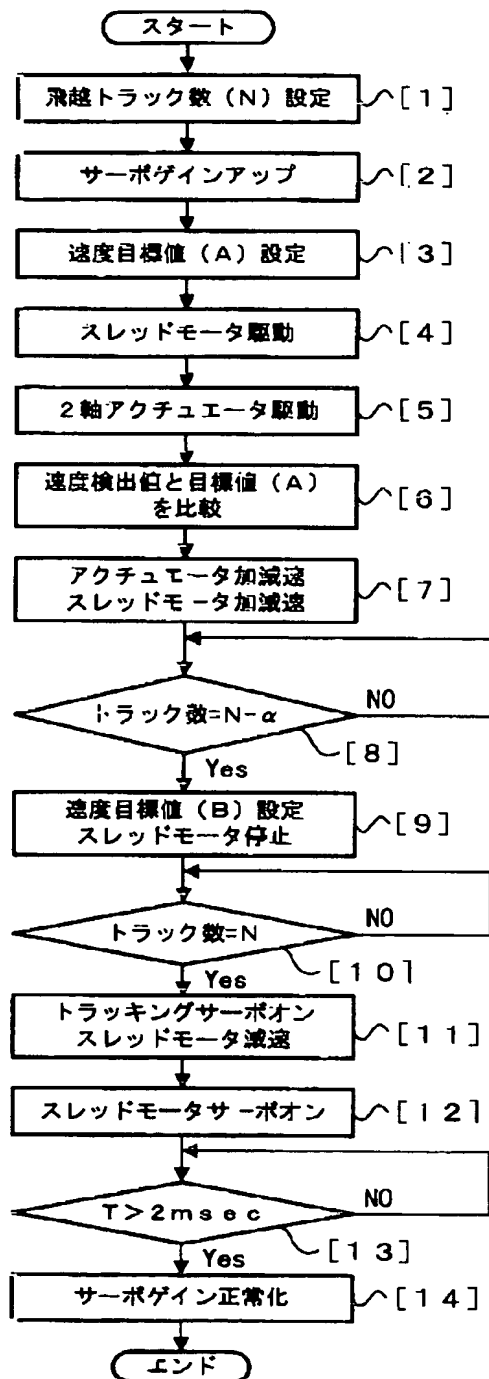 スタート
飛越トラック数（N）設定
[1]
サーボゲインアップ
[2]
速度目標値（A）設定
[3]
スレッドモータ駆動
[4]
2軸アクチュエータ駆動
[5]
速度検出値と目標値（A）
を比較
[6]
アクチュエータ加減速
スレッドモータ加減速
[7]
トラック数=N-α
NO
[8]
Yes
速度目標値（B）設定
スレッドモータ停止
[9]
トラック数=N
NO
[10]
Yes
トラッキングサーボオン
スレッドモータ減速
[11]
スレッドモータサーボオン
[12]
T>2msec
NO
[13]
Yes
サーボゲイン正常化
[14]
エンド